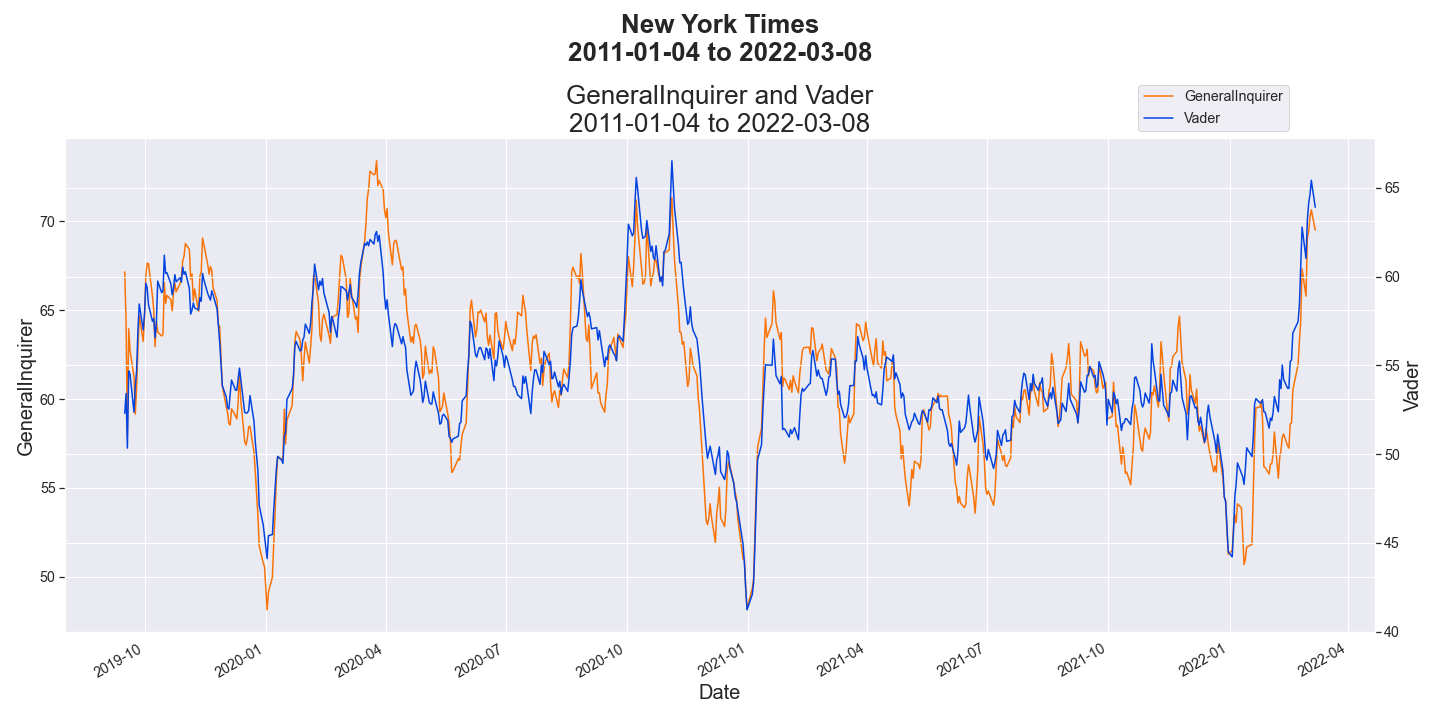 New York Times
2011-01-04 to 2022-03-08
GeneralInquirer and Vader
2011-01-04 to 2022-03-08
GeneralInquirer
Vader
GeneralInquirer
70
65
60
55
50
65
60
55
50
45
40
Vader
2019-10
2020-01
2020-04
2020-07
2020-10
2021-01
2021-04
2021-07
2021-10
2022-01
2022-04
Date